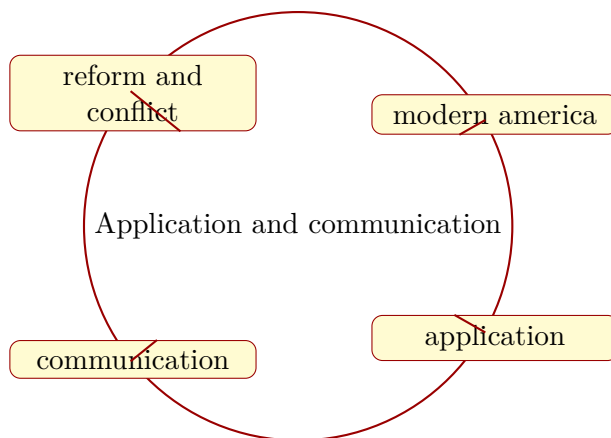 reform and
conflict
modern america
Application and communication
communication
application